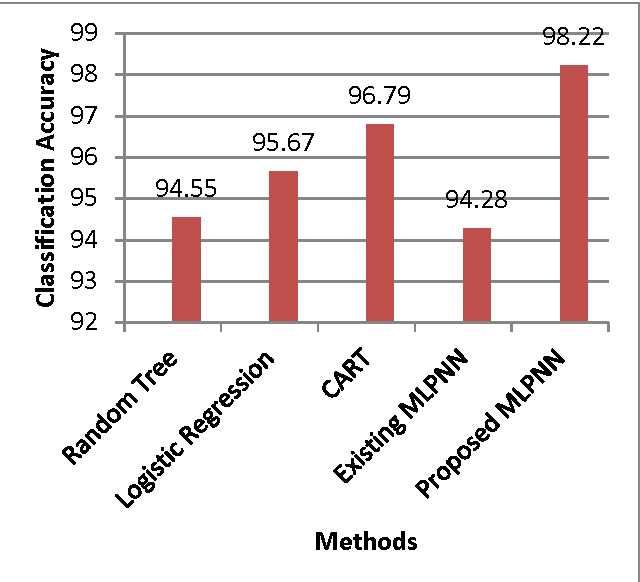 Classification Accuracy
99
98
97
96
95
94
93
92
94.55
95.67
96.79
94.28
98.22
Random Tree
Logistic Regression
CART
Existing MLPNN
Proposed MLPNN
Methods